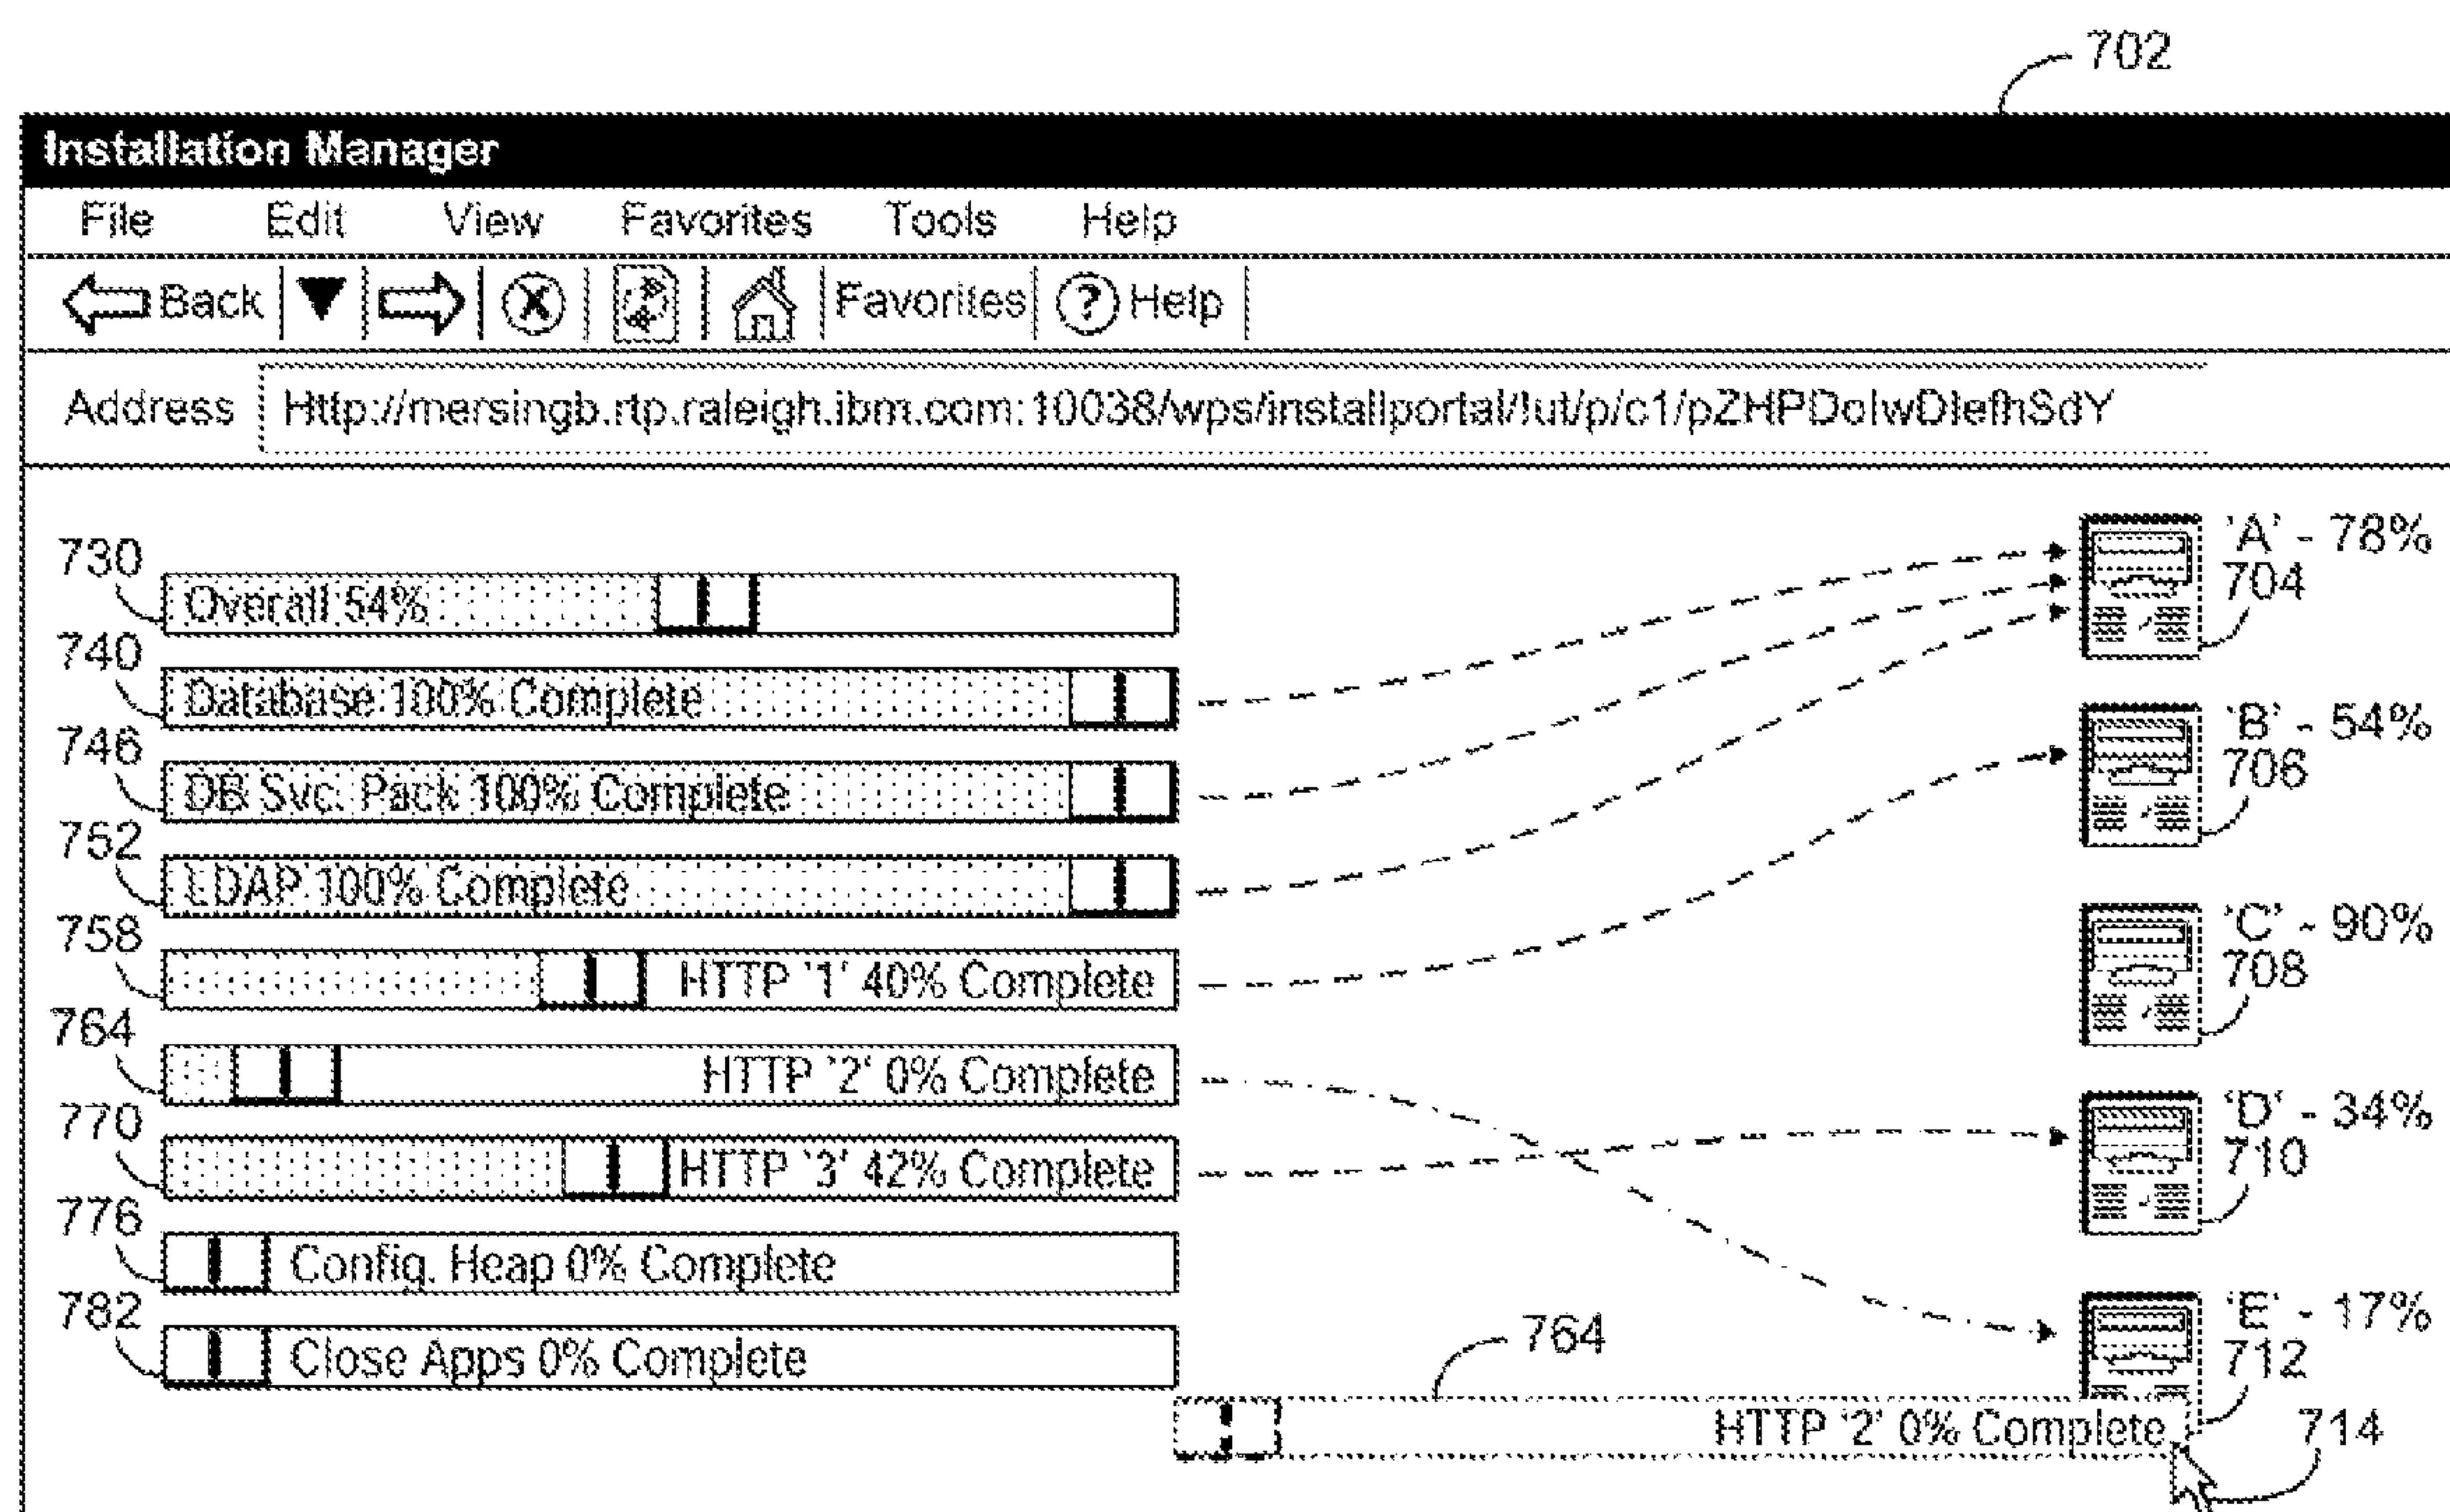 702
Installation Manager
File Edit View Favorites Tools Help
Back Favorites ? Help
Address Http://mersingb.rtp.raleigh.ibm.com:10038/wps/installportal/!ut/p/c1/pZHPDoIwDIefhSdY
730 Overall 54%
740 Database 100% Complete
746 DB Svc. Pack 100% Complete
752 LDAP 100% Complete
758 HTTP '1' 40% Complete
764 HTTP '2' 0% Complete
770 HTTP '3' 42% Complete
776 Config. Heap 0% Complete
782 Close Apps 0% Complete
'A' - 78%
704
'B' - 54%
706
'C' - 90%
708
'D' - 34%
710
'E' - 17%
712
764
HTTP '2' 0% Complete
714